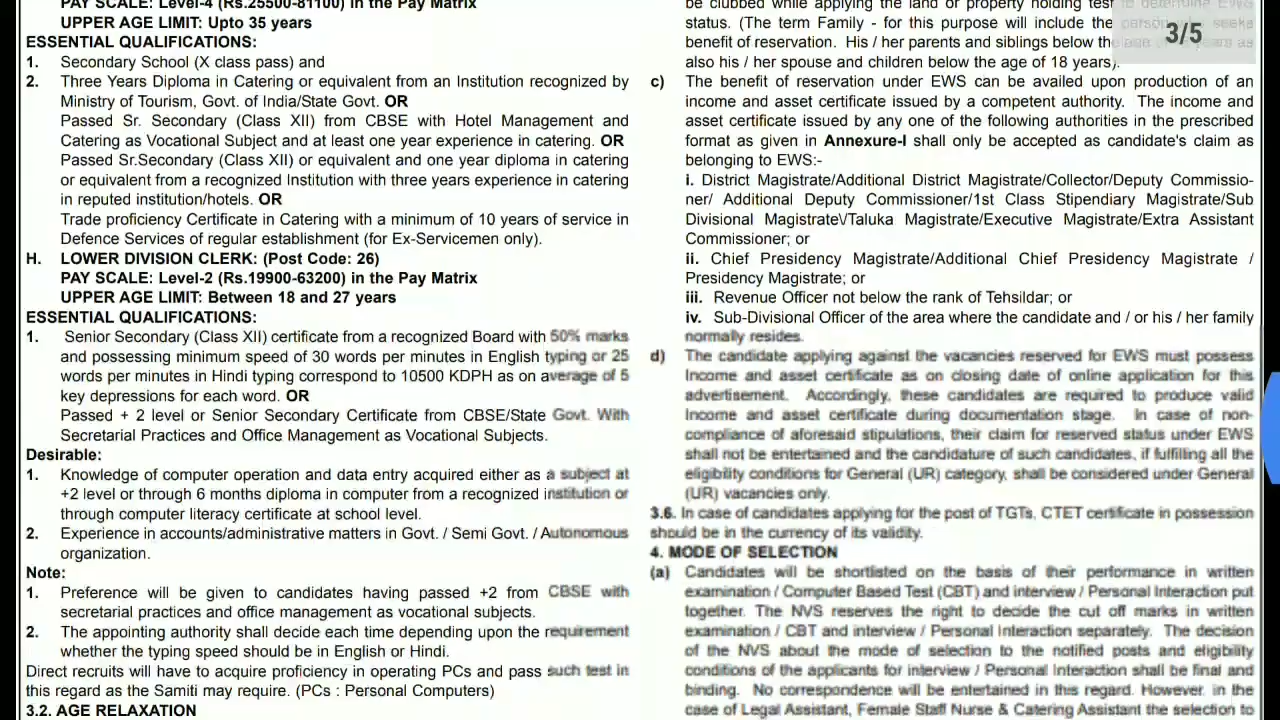 PAY SCALE: Level-4 (Rs.25500-81100) in the Pay Matrix
UPPER AGE LIMIT: Upto 35 years
ESSENTIAL QUALIFICATIONS:
1. Secondary School (X class pass) and
2. Three Years Diploma in Catering or equivalent from an Institution recognized by
Ministry of Tourism, Govt. of India/State Govt. OR
Passed Sr. Secondary (Class XII) from CBSE with Hotel Management and
Catering as Vocational Subject and at least one year experience in catering. OR
Passed Sr.Secondary (Class XII) or equivalent and one year diploma in catering
or equivalent from a recognized Institution with three years experience in catering
in reputed institution/hotels. OR
Trade proficiency Certificate in Catering with a minimum of 10 years of service in
Defence Services of regular establishment (for Ex-Servicemen only).
H. LOWER DIVISION CLERK: (Post Code: 26)
PAY SCALE: Level-2 (Rs.19900-63200) in the Pay Matrix
UPPER AGE LIMIT: Between 18 and 27 years
ESSENTIAL QUALIFICATIONS:
1. Senior Secondary (Class XII) certificate from a recognized Board with 50% marks
and possessing minimum speed of 30 words per minutes in English typing or 25
words per minutes in Hindi typing correspond to 10500 KDPH as on average of 5
key depressions for each word. OR
Passed + 2 level or Senior Secondary Certificate from CBSE/State Govt. With
Secretarial Practices and Office Management as Vocational Subjects.
Desirable:
1. Knowledge of computer operation and data entry acquired either as a subject at
+2 level or through 6 months diploma in computer from a recognized institution or
through computer literacy certificate at school level.
2. Experience in accounts/administrative matters in Govt. / Semi Govt. / Autonomous
organization.
Note:
1. Preference will be given to candidates having passed +2 from CBSE with
secretarial practices and office management as vocational subjects.
2. The appointing authority shall decide each time depending upon the requirement
whether the typing speed should be in English or Hindi.
Direct recruits will have to acquire proficiency in operating PCs and pass such test in
this regard as the Samiti may require. (PCs : Personal Computers)
3.2. AGE RELAXATION
be clubbed while applying the land or property holding test to determine EWS
status. (The term Family - for this purpose will include the person who seeks
benefit of reservation. His / her parents and siblings below the age of 18 years as
also his / her spouse and children below the age of 18 years).
3/5
c) The benefit of reservation under EWS can be availed upon production of an
income and asset certificate issued by a competent authority. The income and
asset certificate issued by any one of the following authorities in the prescribed
format as given in Annexure-I shall only be accepted as candidate's claim as
belonging to EWS:-
i. District Magistrate/Additional District Magistrate/Collector/Deputy Commissio-
ner/ Additional Deputy Commissioner/1st Class Stipendiary Magistrate/Sub
Divisional Magistrate\/Taluka Magistrate/Executive Magistrate/Extra Assistant
Commissioner; or
ii. Chief Presidency Magistrate/Additional Chief Presidency Magistrate /
Presidency Magistrate; or
iii. Revenue Officer not below the rank of Tehsildar; or
iv. Sub-Divisional Officer of the area where the candidate and / or his / her family
normally resides.
d) The candidate applying against the vacancies reserved for EWS must possess
Income and asset certificate as on closing date of online application for this
advertisement. Accordingly, these candidates are required to produce valid
Income and asset certificate during documentation stage. In case of non-
compliance of aforesaid stipulations, their claim for reserved status under EWS
shall not be entertained and the candidature of such candidates, if fulfilling all the
eligibility conditions for General (UR) category, shall be considered under General
(UR) vacancies only.
3.6. In case of candidates applying for the post of TGTs, CTET certificate in possession
should be in the currency of its validity.
4. MODE OF SELECTION
(a) Candidates will be shortlisted on the basis of their performance in written
examination / Computer Based Test (CBT) and interview / Personal Interaction put
together. The NVS reserves the right to decide the cut off marks in written
examination / CBT and interview / Personal Interaction separately. The decision
of the NVS about the mode of selection to the notified posts and eligibility
conditions of the applicants for interview / Personal Interaction shall be final and
binding. No correspondence will be entertained in this regard. However, in the
case of Legal Assistant, Female Staff Nurse & Catering Assistant the selection to